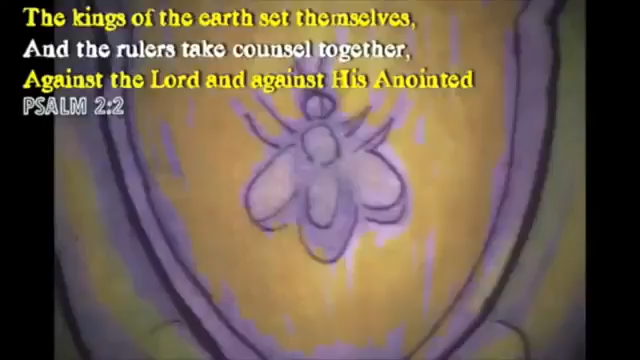 The kings of the earth set themselves,
And the rulers take counsel together,
Against the Lord and against His Anointed
PSALM 2:2